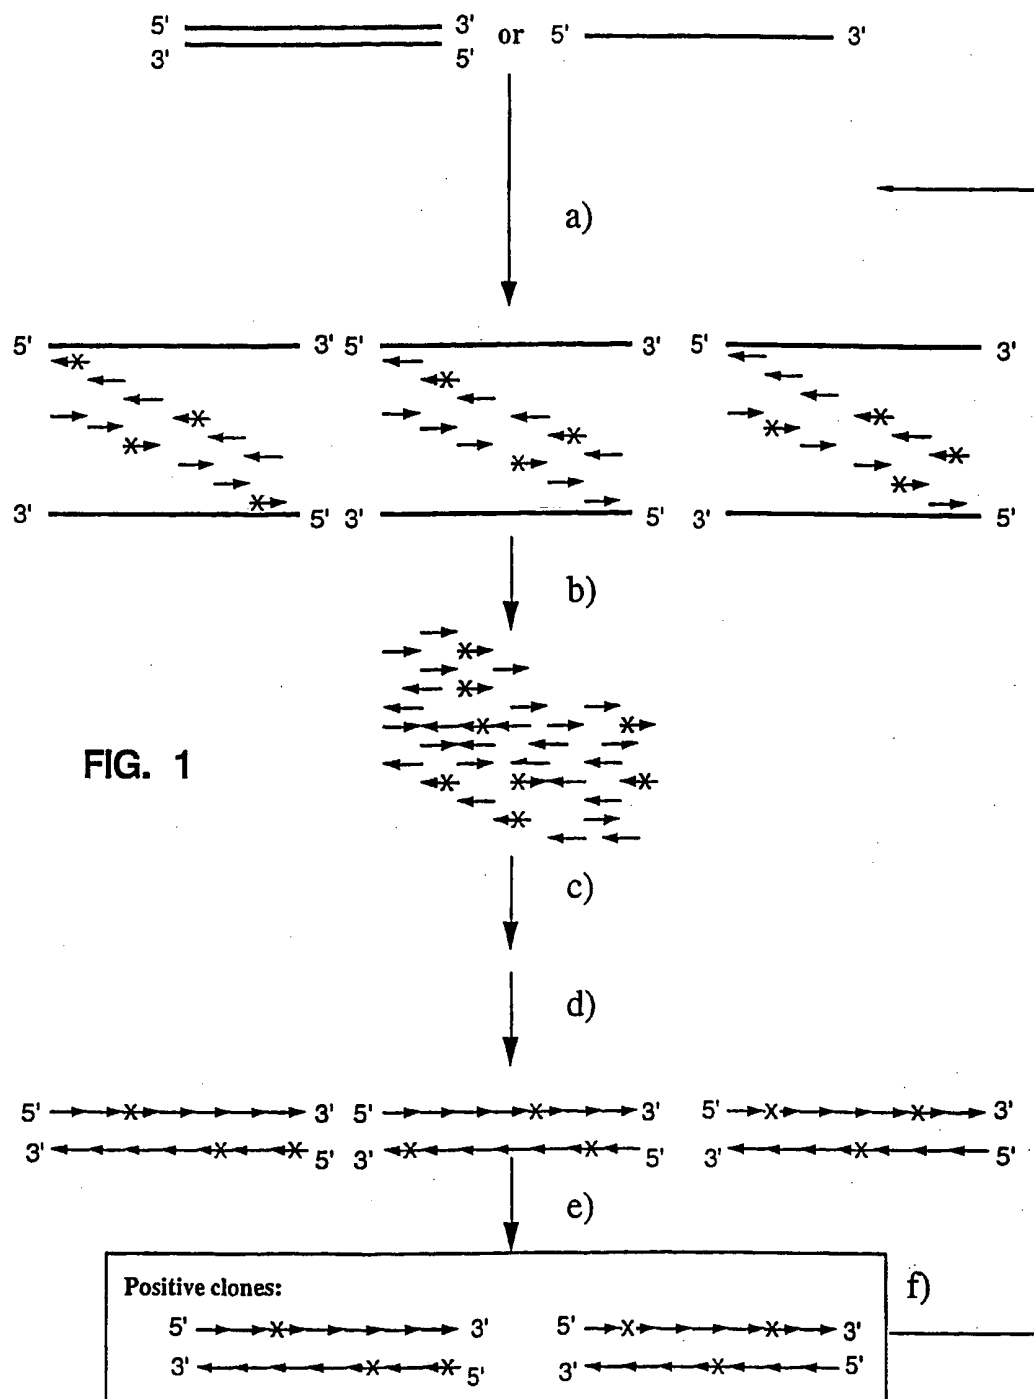 5' 3' or 5' 3'
3' 5'
a)
5' 3' 5' 3' 5' 3'
3' 5' 3' 5' 3' 5'
b)
FIG. 1
c)
d)
5' 3' 5' 3' 5' 3'
3' 5' 3' 5' 3' 5'
e)
Positive clones:
f)
5' 3' 5' 3'
3' 5' 3' 5'